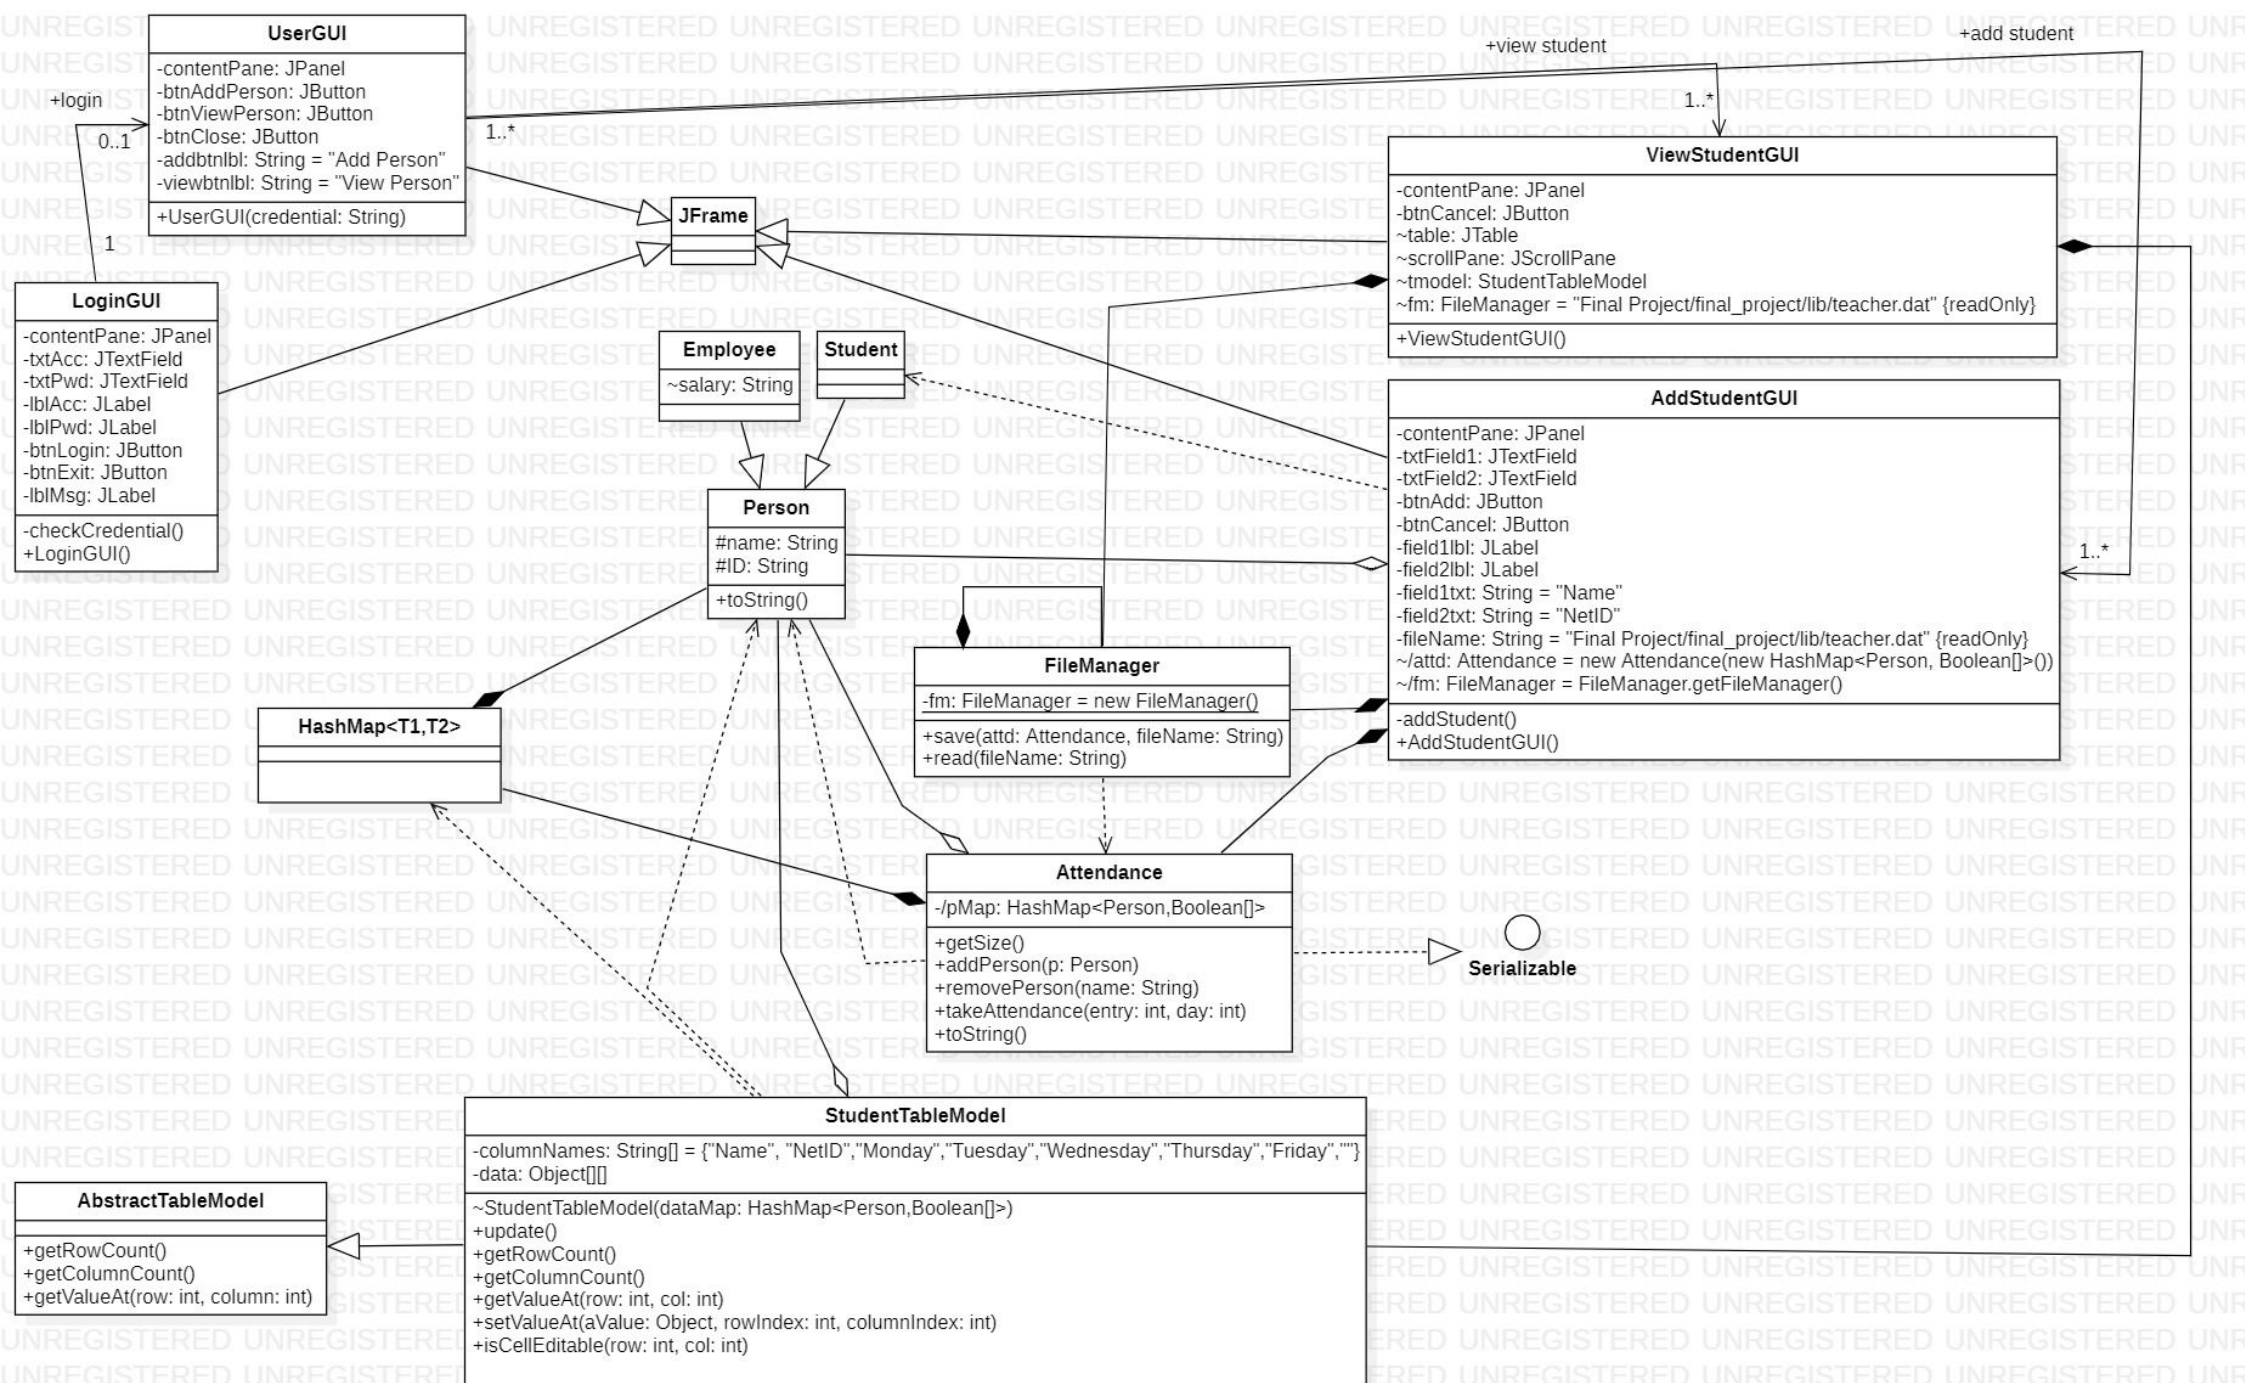 UserGUI
-contentPane: JPanel
-btnAddPerson: JButton
-btnViewPerson: JButton
-btnClose: JButton
-addbtnlbl: String = "Add Person"
-viewbtnlbl: String = "View Person"
+UserGUI(credential: String)
+login
0..1
1
1..*
+view student
1..*
+add student
1..*
LoginGUI
-contentPane: JPanel
-txtAcc: JTextField
-txtPwd: JTextField
-lblAcc: JLabel
-lblPwd: JLabel
-btnLogin: JButton
-btnExit: JButton
-lblMsg: JLabel
-checkCredential()
+LoginGUI()
JFrame
ViewStudentGUI
-contentPane: JPanel
-btnCancel: JButton
~table: JTable
~scrollPane: JScrollPane
~tmodel: StudentTableModel
~fm: FileManager = "Final Project/final_project/lib/teacher.dat" {readOnly}
+ViewStudentGUI()
Employee
~salary: String
Student
AddStudentGUI
-contentPane: JPanel
-txtField1: JTextField
-txtField2: JTextField
-btnAdd: JButton
-btnCancel: JButton
-field1lbl: JLabel
-field2lbl: JLabel
-field1txt: String = "Name"
-field2txt: String = "NetID"
-fileName: String = "Final Project/final_project/lib/teacher.dat" {readOnly}
~/attd: Attendance = new Attendance(new HashMap<Person, Boolean[]>())
~/fm: FileManager = FileManager.getFileManager()
-addStudent()
+AddStudentGUI()
Person
#name: String
#ID: String
+toString()
FileManager
-fm: FileManager = new FileManager()
+save(attd: Attendance, fileName: String)
+read(fileName: String)
HashMap<T1,T2>
Attendance
-/pMap: HashMap<Person,Boolean[]>
+getSize()
+addPerson(p: Person)
+removePerson(name: String)
+takeAttendance(entry: int, day: int)
+toString()
Serializable
StudentTableModel
-columnNames: String[] = {"Name", "NetID","Monday","Tuesday","Wednesday","Thursday","Friday",""}
-data: Object[][]
~StudentTableModel(dataMap: HashMap<Person,Boolean[]>)
+update()
+getRowCount()
+getColumnCount()
+getValueAt(row: int, col: int)
+setValueAt(aValue: Object, rowIndex: int, columnIndex: int)
+isCellEditable(row: int, col: int)
AbstractTableModel
+getRowCount()
+getColumnCount()
+getValueAt(row: int, column: int)
UNREGISTERED